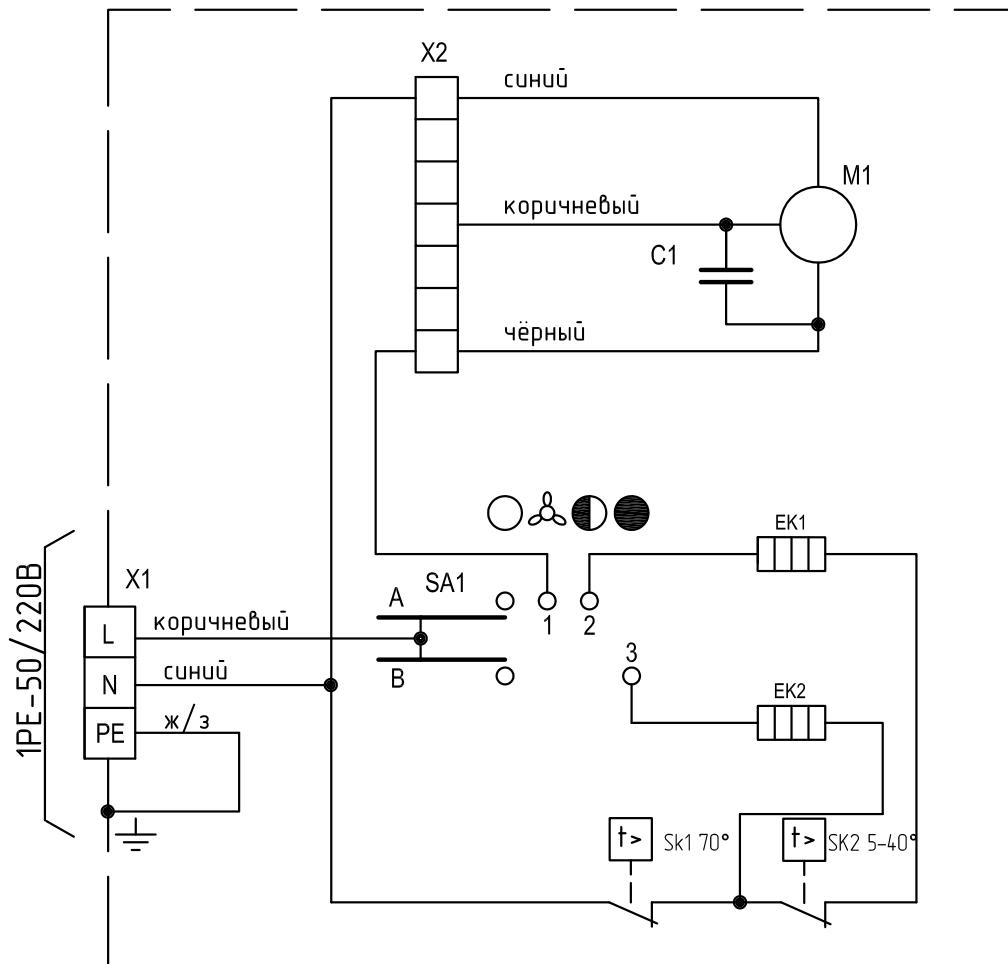 X2
синий
M1
коричневый
C1
чёрный
EK1
X1
A
SA1
L
коричневый
1
2
N
синий
B
3
EK2
PE
ж/з
1PE-50/220В
t>
Sk1 70°
t>
SK2 5-40°